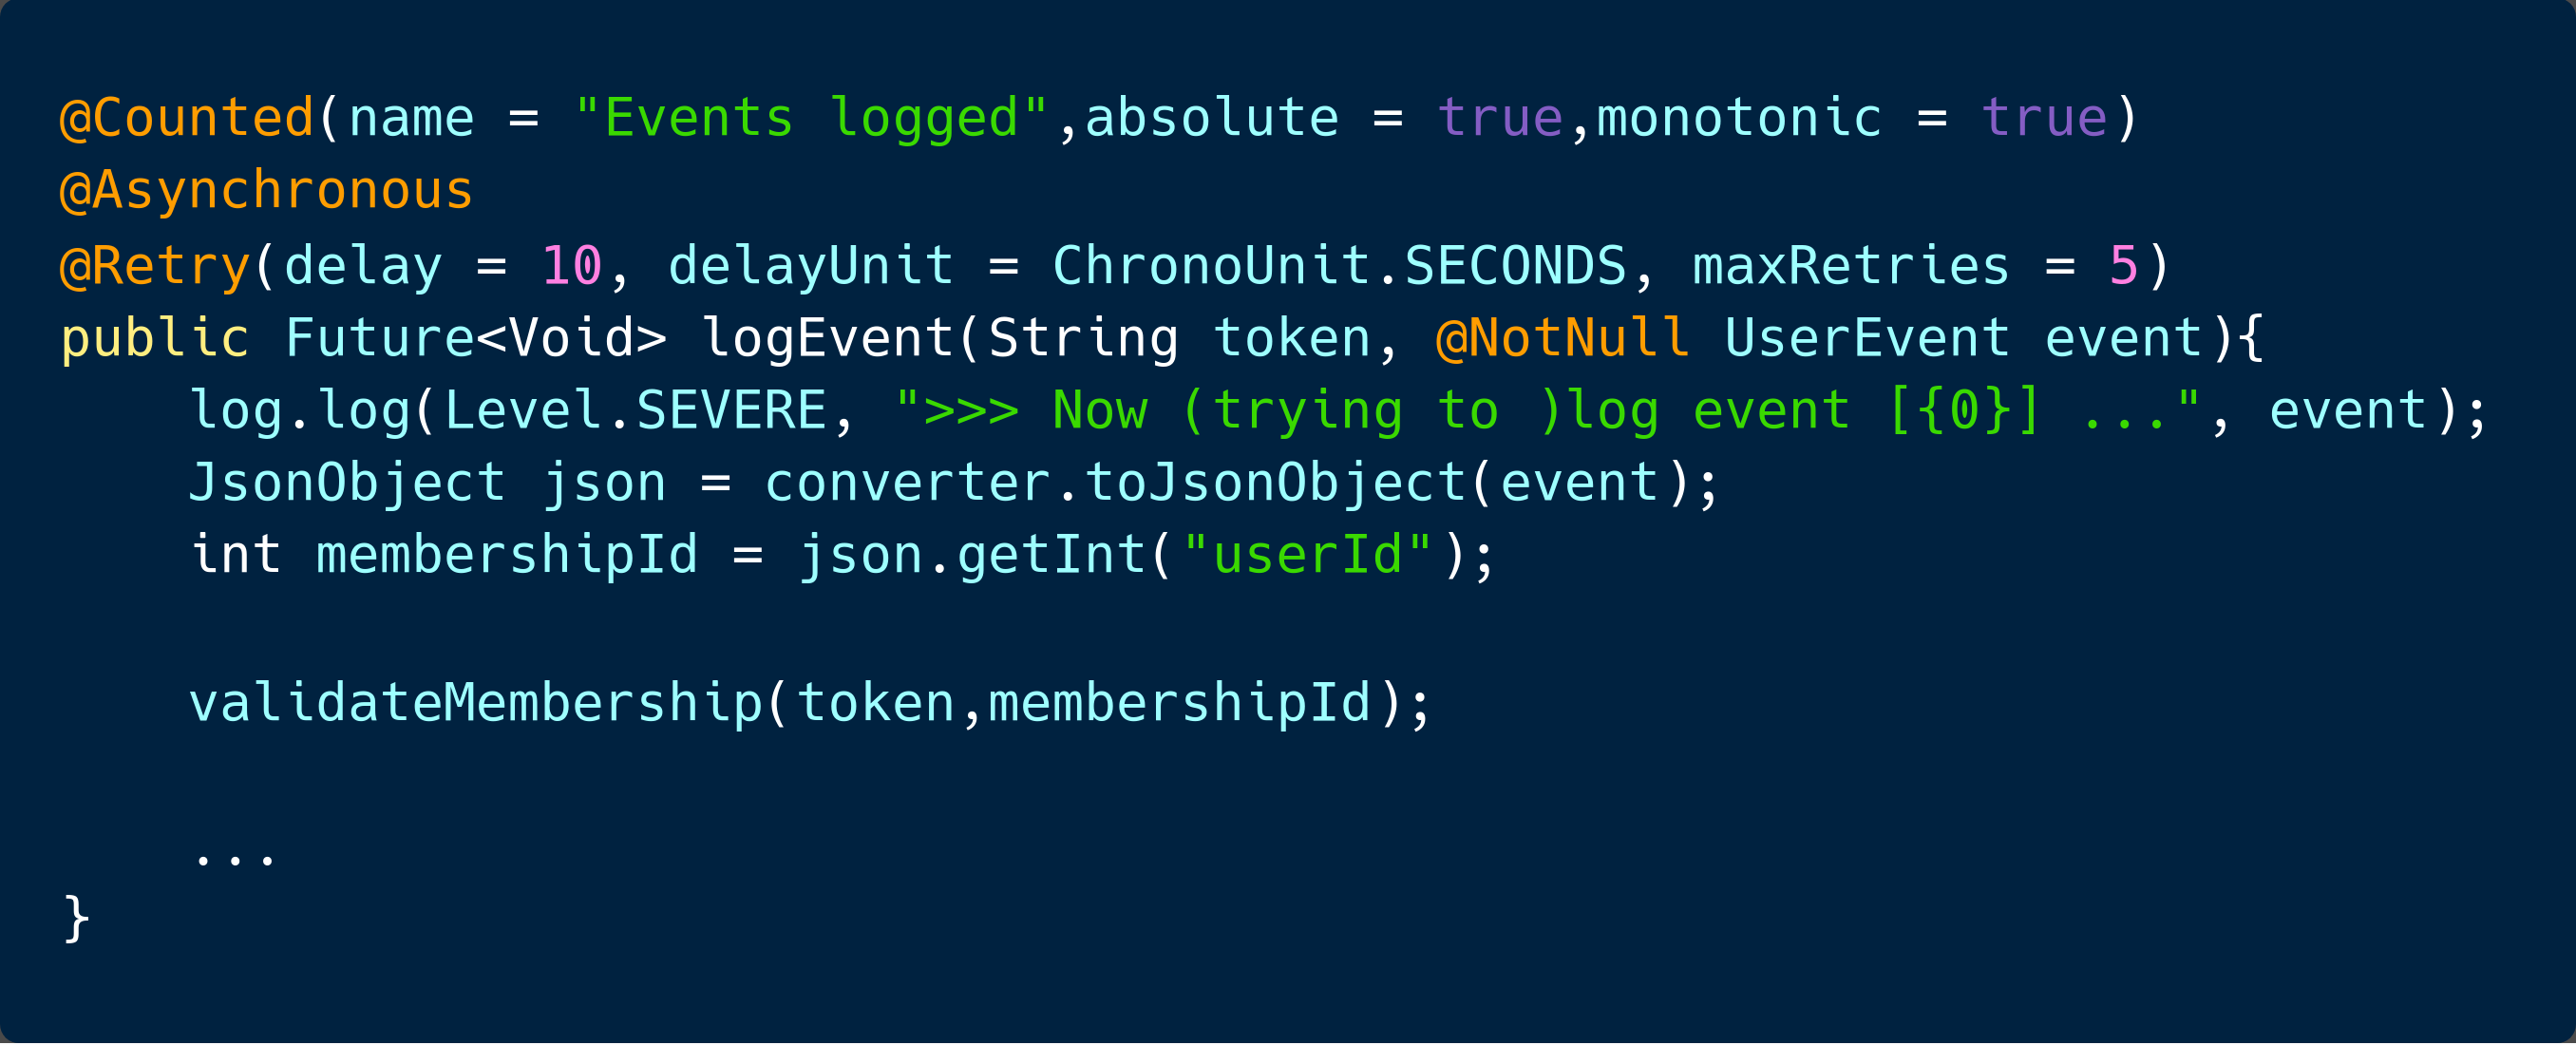 @Counted(name = "Events logged",absolute = true,monotonic = true)
@Asynchronous
@Retry(delay = 10, delayUnit = ChronoUnit.SECONDS, maxRetries = 5)
public Future<Void> logEvent(String token, @NotNull UserEvent event){
    log.log(Level.SEVERE, ">>> Now (trying to )log event [{0}] ...", event);
    JsonObject json = converter.toJsonObject(event);
    int membershipId = json.getInt("userId");

    validateMembership(token,membershipId);

    ...
}